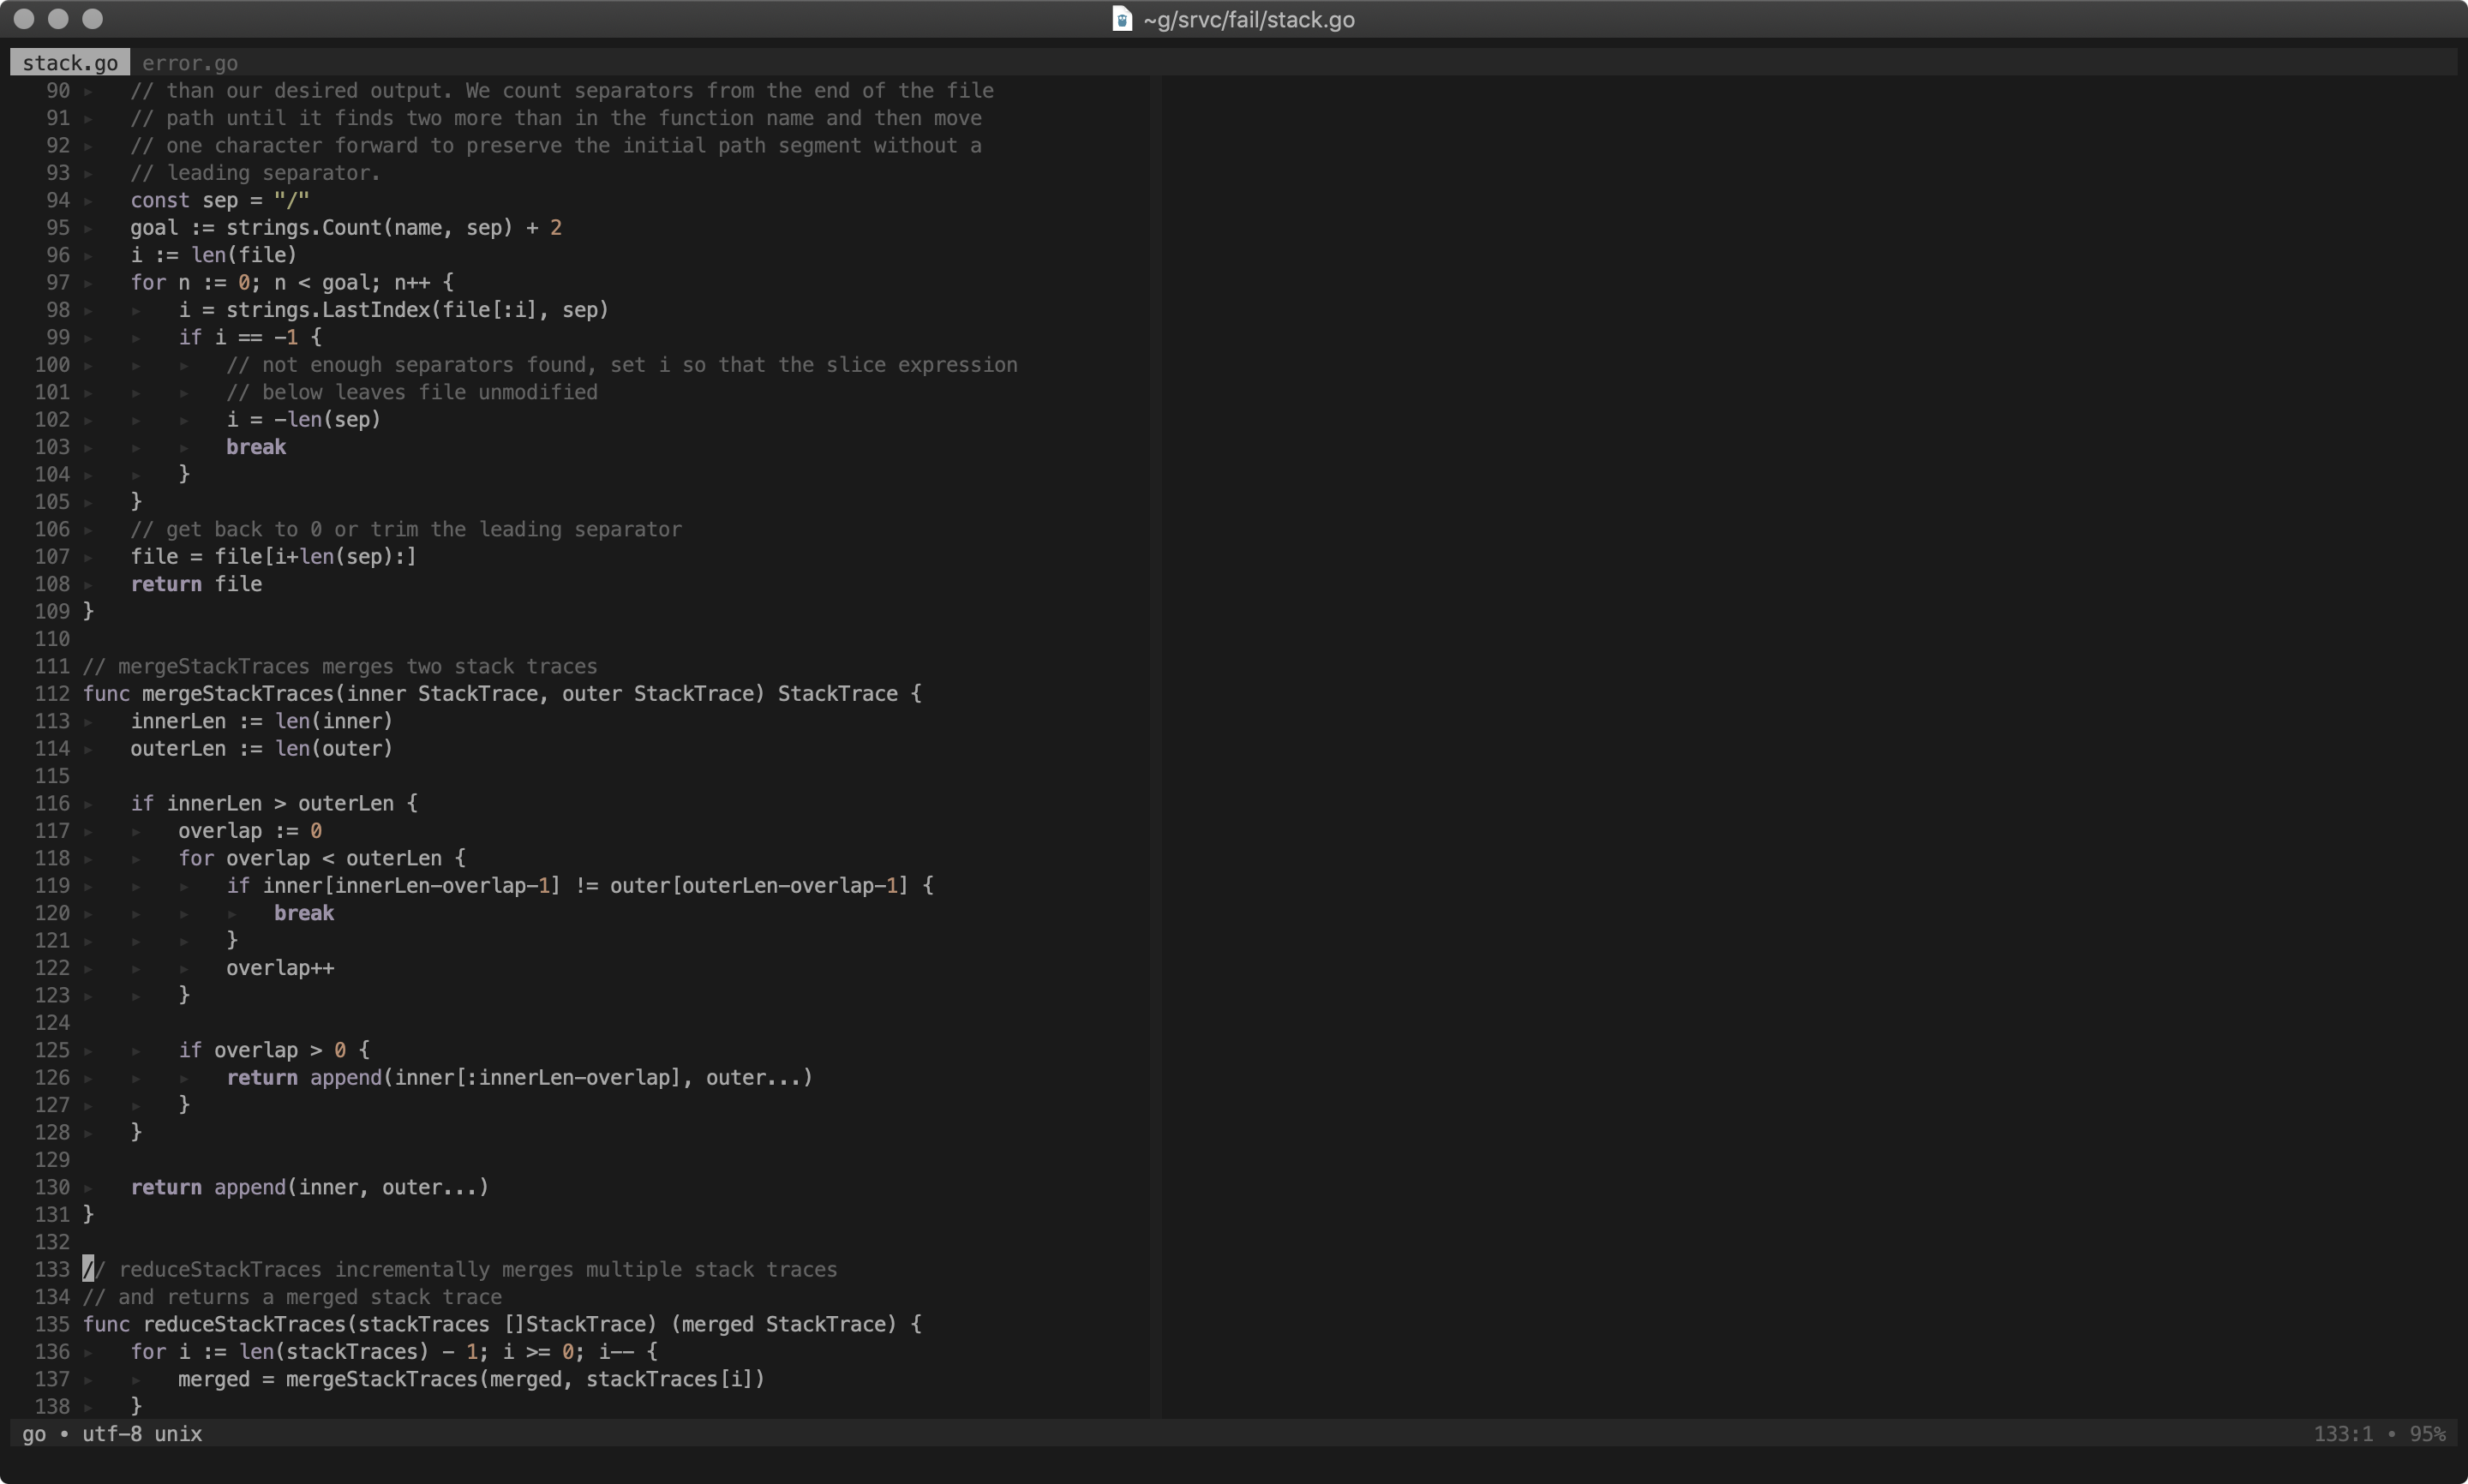 ~g/srvc/fail/stack.go
stack.go error.go
90 // than our desired output. We count separators from the end of the file
91 // path until it finds two more than in the function name and then move
92 // one character forward to preserve the initial path segment without a
93 // leading separator.
94 const sep = "/"
95 goal := strings.Count(name, sep) + 2
96 i := len(file)
97 for n := 0; n < goal; n++ {
98 i = strings.LastIndex(file[:i], sep)
99 if i == -1 {
100 // not enough separators found, set i so that the slice expression
101 // below leaves file unmodified
102 i = -len(sep)
103 break
104 }
105 }
106 // get back to 0 or trim the leading separator
107 file = file[i+len(sep):]
108 return file
109 }
110
111 // mergeStackTraces merges two stack traces
112 func mergeStackTraces(inner StackTrace, outer StackTrace) StackTrace {
113 innerLen := len(inner)
114 outerLen := len(outer)
115
116 if innerLen > outerLen {
117 overlap := 0
118 for overlap < outerLen {
119 if inner[innerLen-overlap-1] != outer[outerLen-overlap-1] {
120 break
121 }
122 overlap++
123 }
124
125 if overlap > 0 {
126 return append(inner[:innerLen-overlap], outer...)
127 }
128 }
129
130 return append(inner, outer...)
131 }
132
133 // reduceStackTraces incrementally merges multiple stack traces
134 // and returns a merged stack trace
135 func reduceStackTraces(stackTraces []StackTrace) (merged StackTrace) {
136 for i := len(stackTraces) - 1; i >= 0; i-- {
137 merged = mergeStackTraces(merged, stackTraces[i])
138 }
go • utf-8 unix 133:1 • 95%